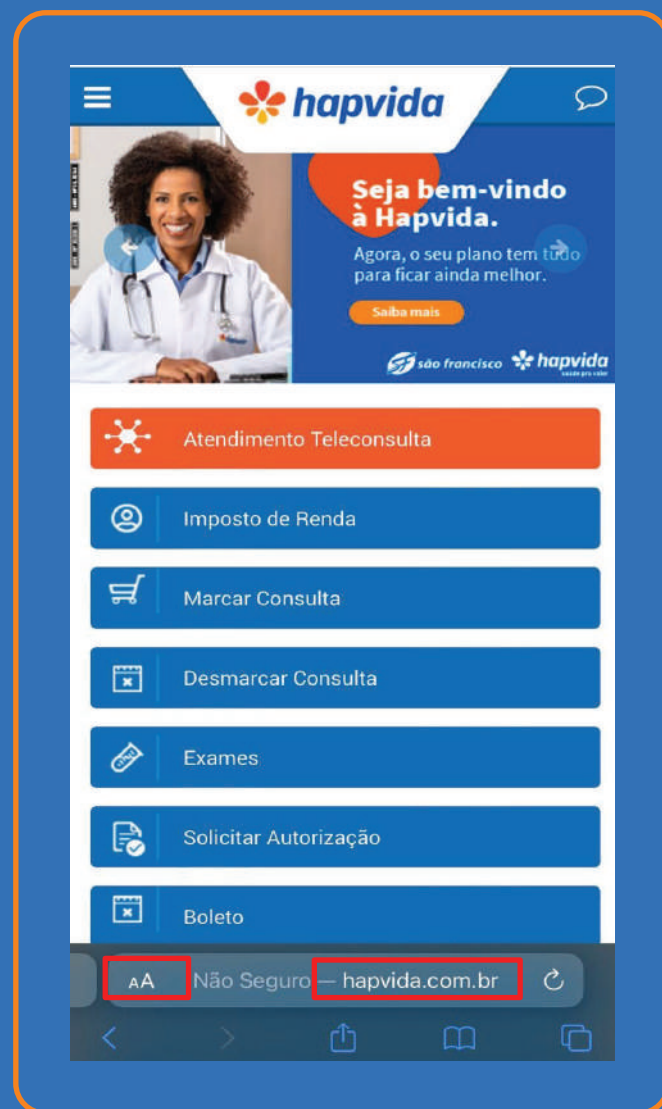 hapvida
Seja bem-vindo
à Hapvida.
Agora, o seu plano tem tudo
para ficar ainda melhor.
Saiba mais
SF são francisco hapvida
Atendimento Teleconsulta
Imposto de Renda
Marcar Consulta
Desmarcar Consulta
Exames
Solicitar Autorização
Boleto
AA Não Seguro — hapvida.com.br